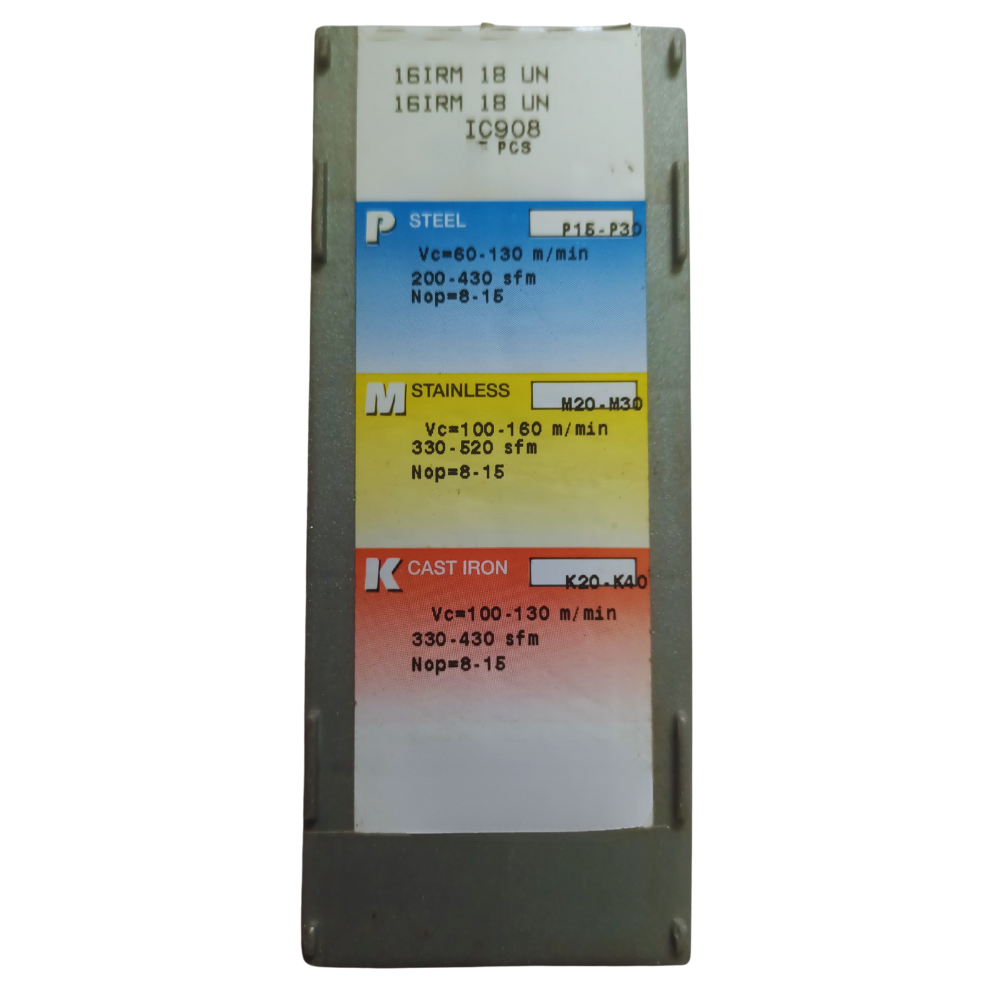 16IRM 18 UN
16IRM 18 UN
IC908
PCS
P STEEL P15-P30
Vc=60-130 m/min
200-430 sfm
Nop=8-15
M STAINLESS M20-M30
Vc=100-160 m/min
330-520 sfm
Nop=8-15
K CAST IRON K20-K40
Vc=100-130 m/min
330-430 sfm
Nop=8-15